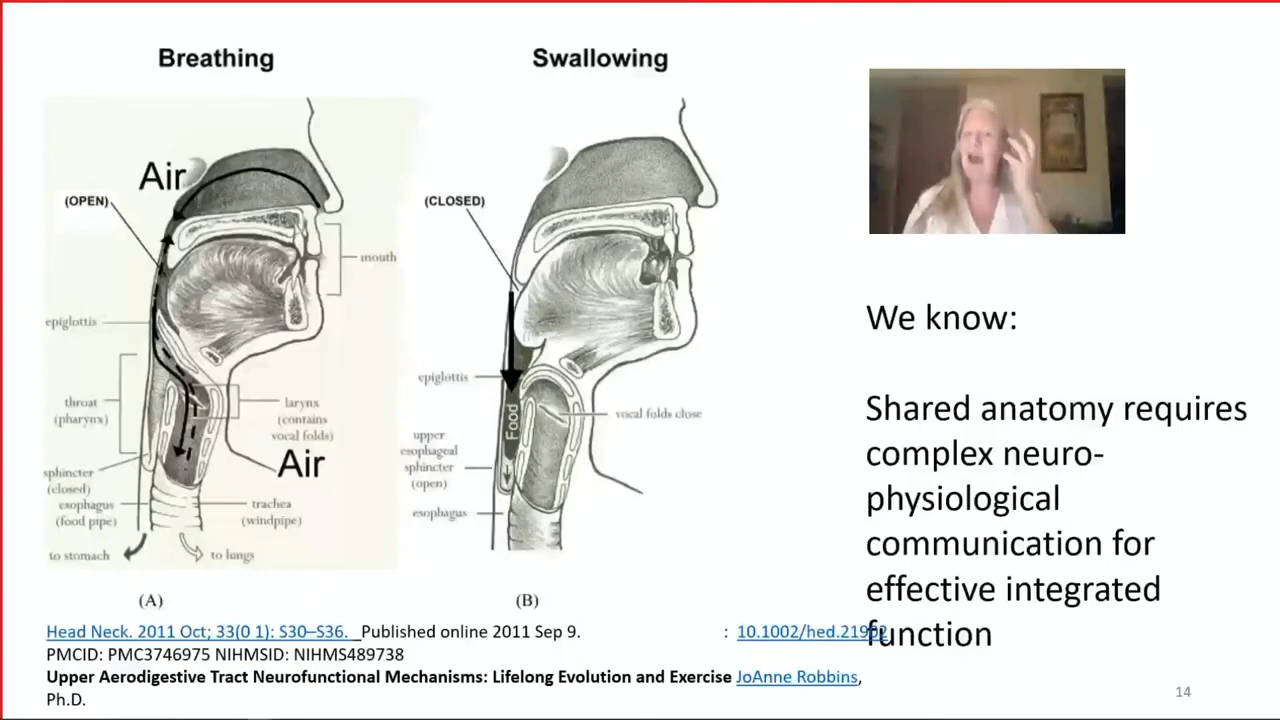 Breathing
Swallowing
Air
(OPEN)
mouth
epiglottis
throat
(pharynx)
larynx
(contains
vocal folds)
Air
sphincter
(closed)
esophagus
(food pipe)
trachea
(windpipe)
to stomach
to lungs
(A)
(CLOSED)
epiglottis
Food
vocal folds close
upper
esophageal
sphincter
(open)
esophagus
(B)
We know:
Shared anatomy requires
complex neuro-
physiological
communication for
effective integrated
function
Head Neck. 2011 Oct; 33(0 1): S30–S36. Published online 2011 Sep 9. : 10.1002/hed.21902
PMCID: PMC3746975 NIHMSID: NIHMS489738
Upper Aerodigestive Tract Neurofunctional Mechanisms: Lifelong Evolution and Exercise JoAnne Robbins,
Ph.D.
14